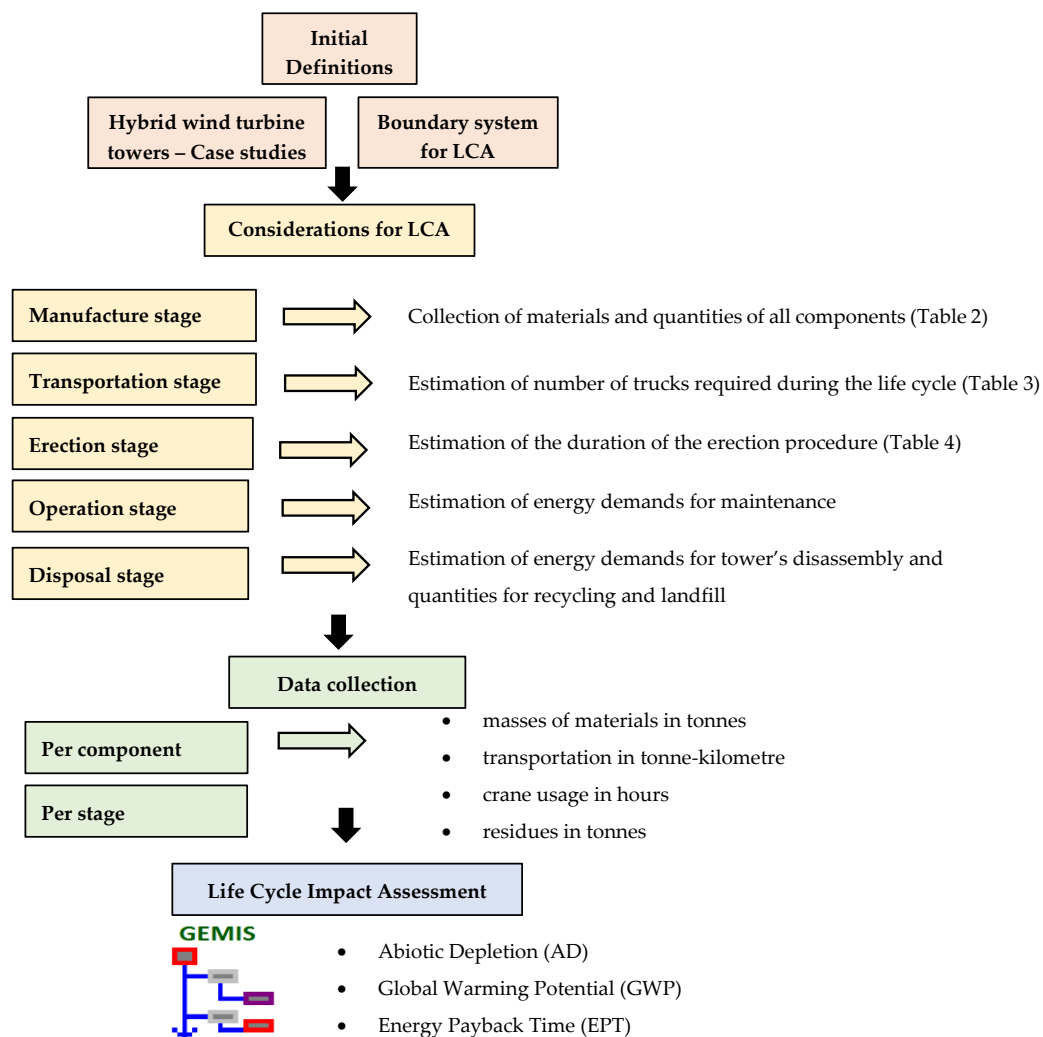 Initial
Definitions
Hybrid wind turbine
towers – Case studies
Boundary system
for LCA
Considerations for LCA
Manufacture stage
Collection of materials and quantities of all components (Table 2)
Transportation stage
Estimation of number of trucks required during the life cycle (Table 3)
Erection stage
Estimation of the duration of the erection procedure (Table 4)
Operation stage
Estimation of energy demands for maintenance
Disposal stage
Estimation of energy demands for tower's disassembly and
quantities for recycling and landfill
Data collection
Per component
Per stage
• masses of materials in tonnes
• transportation in tonne-kilometre
• crane usage in hours
• residues in tonnes
Life Cycle Impact Assessment
GEMIS
• Abiotic Depletion (AD)
• Global Warming Potential (GWP)
• Energy Payback Time (EPT)